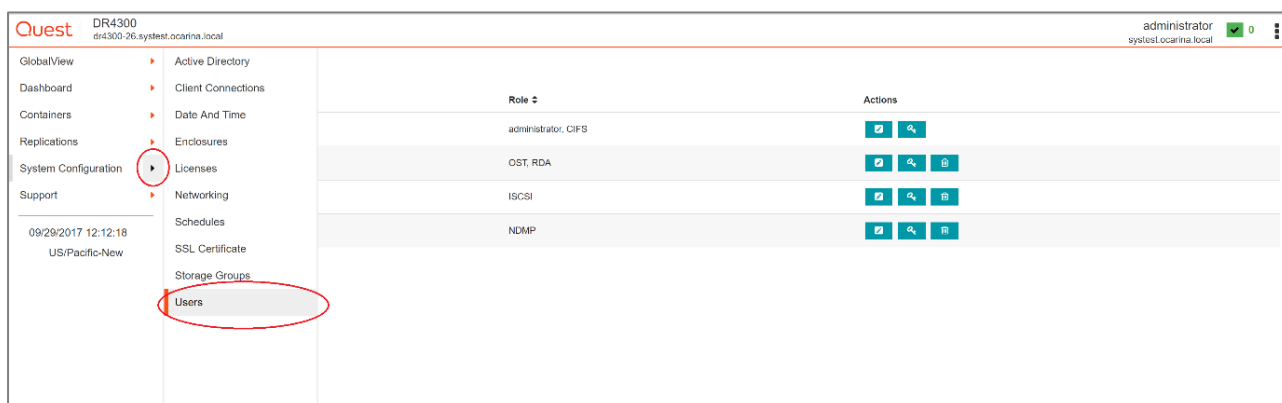 Quest
DR4300
dr4300-26.systest.ocarina.local
administrator
systest.ocarina.local
0
GlobalView
Dashboard
Containers
Replications
System Configuration
Support
09/29/2017 12:12:18
US/Pacific-New
Active Directory
Client Connections
Date And Time
Enclosures
Licenses
Networking
Schedules
SSL Certificate
Storage Groups
Users
Role Actions
administrator, CIFS
OST, RDA
ISCSI
NDMP